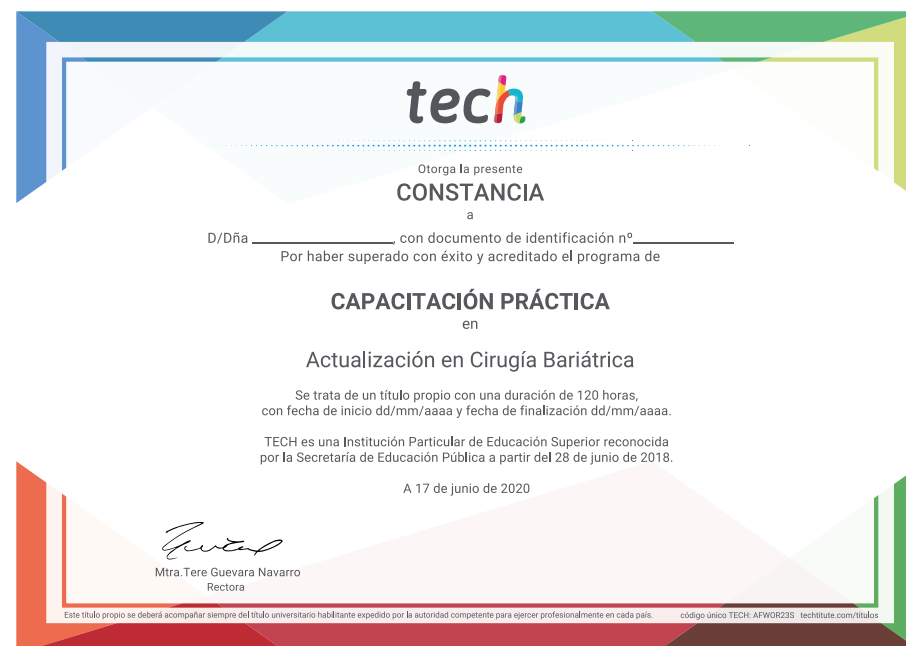 tech
Otorga la presente
CONSTANCIA
a
D/Dña ____________________, con documento de identificación nº______________
Por haber superado con éxito y acreditado el programa de
CAPACITACIÓN PRÁCTICA
en
Actualización en Cirugía Bariátrica
Se trata de un título propio con una duración de 120 horas,
con fecha de inicio dd/mm/aaaa y fecha de finalización dd/mm/aaaa.
TECH es una Institución Particular de Educación Superior reconocida
por la Secretaría de Educación Pública a partir del 28 de junio de 2018.
A 17 de junio de 2020
Mtra.Tere Guevara Navarro
Rectora
Este título propio se deberá acompañar siempre del título universitario habilitante expedido por la autoridad competente para ejercer profesionalmente en cada país. código único TECH: AFWOR23S techtitute.com/titulos